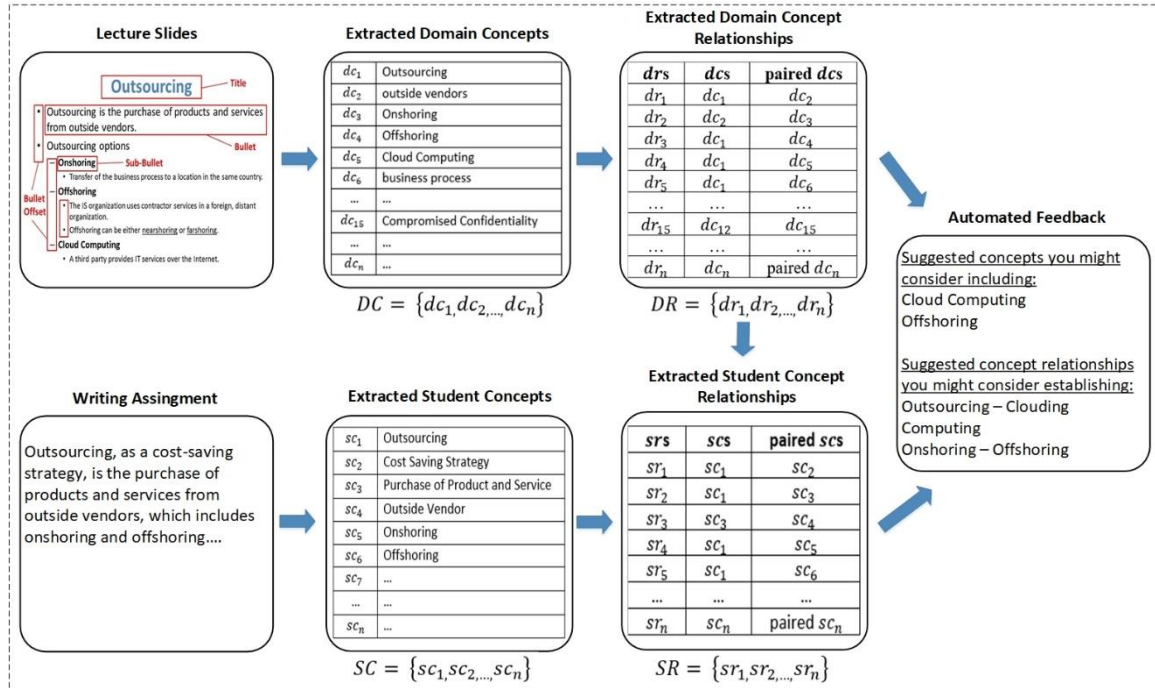 Lecture Slides
Outsourcing
Title
• Outsourcing is the purchase of products and services
from outside vendors.
Bullet
• Outsourcing options
– Onshoring
Sub-Bullet
• Transfer of the business process to a location in the same country.
Bullet
Offset
– Offshoring
• The IS organization uses contractor services in a foreign, distant
organization.
• Offshoring can be either nearshoring or farshoring.
– Cloud Computing
• A third party provides IT services over the Internet.
Extracted Domain Concepts
dc₁ Outsourcing
dc₂ outside vendors
dc₃ Onshoring
dc₄ Offshoring
dc₅ Cloud Computing
dc₆ business process
... ...
dc₁₅ Compromised Confidentiality
... ...
dcₙ ...
DC = {dc₁,dc₂,...,dcₙ}
Extracted Domain Concept
Relationships
drs dcs paired dcs
dr₁ dc₁ dc₂
dr₂ dc₂ dc₃
dr₃ dc₁ dc₄
dr₄ dc₁ dc₅
dr₅ dc₁ dc₆
... ... ...
dr₁₅ dc₁₂ dc₁₅
... ... ...
drₙ dcₙ paired dcₙ
DR = {dr₁,dr₂,...,drₙ}
Writing Assingment
Outsourcing, as a cost-saving
strategy, is the purchase of
products and services from
outside vendors, which includes
onshoring and offshoring....
Extracted Student Concepts
sc₁ Outsourcing
sc₂ Cost Saving Strategy
sc₃ Purchase of Product and Service
sc₄ Outside Vendor
sc₅ Onshoring
sc₆ Offshoring
sc₇ ...
... ...
scₙ ...
SC = {sc₁,sc₂,...,scₙ}
Extracted Student Concept
Relationships
srs scs paired scs
sr₁ sc₁ sc₂
sr₂ sc₁ sc₃
sr₃ sc₃ sc₄
sr₄ sc₁ sc₅
sr₅ sc₁ sc₆
... ... ...
srₙ scₙ paired scₙ
SR = {sr₁,sr₂,...,srₙ}
Automated Feedback
Suggested concepts you might
consider including:
Cloud Computing
Offshoring
Suggested concept relationships
you might consider establishing:
Outsourcing – Clouding
Computing
Onshoring – Offshoring